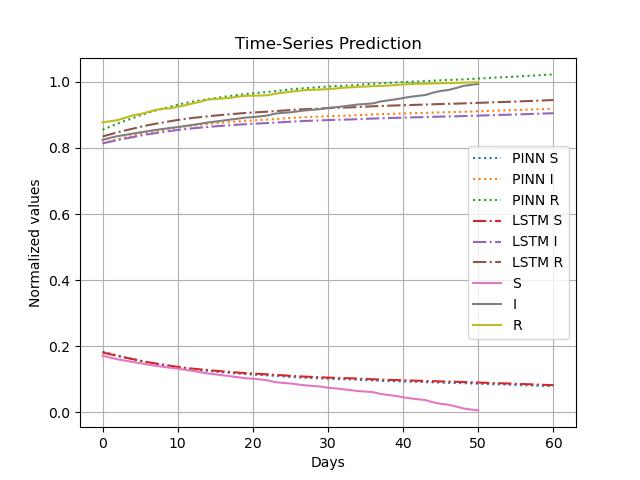 Time-Series Prediction
Normalized values
1.0
0.8
0.6
0.4
0.2
0.0
PINN S
PINN I
PINN R
LSTM S
LSTM I
LSTM R
S
I
R
0 10 20 30 40 50 60
Days